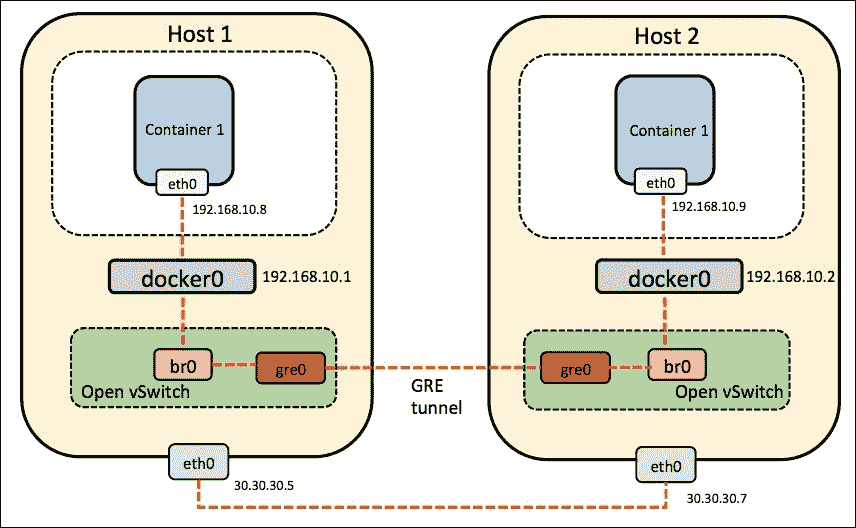 Host 1
Container 1
eth0
192.168.10.8
docker0
192.168.10.1
br0
gre0
Open vSwitch
eth0
30.30.30.5
GRE
tunnel
Host 2
Container 1
eth0
192.168.10.9
docker0
192.168.10.2
gre0
br0
Open vSwitch
eth0
30.30.30.7